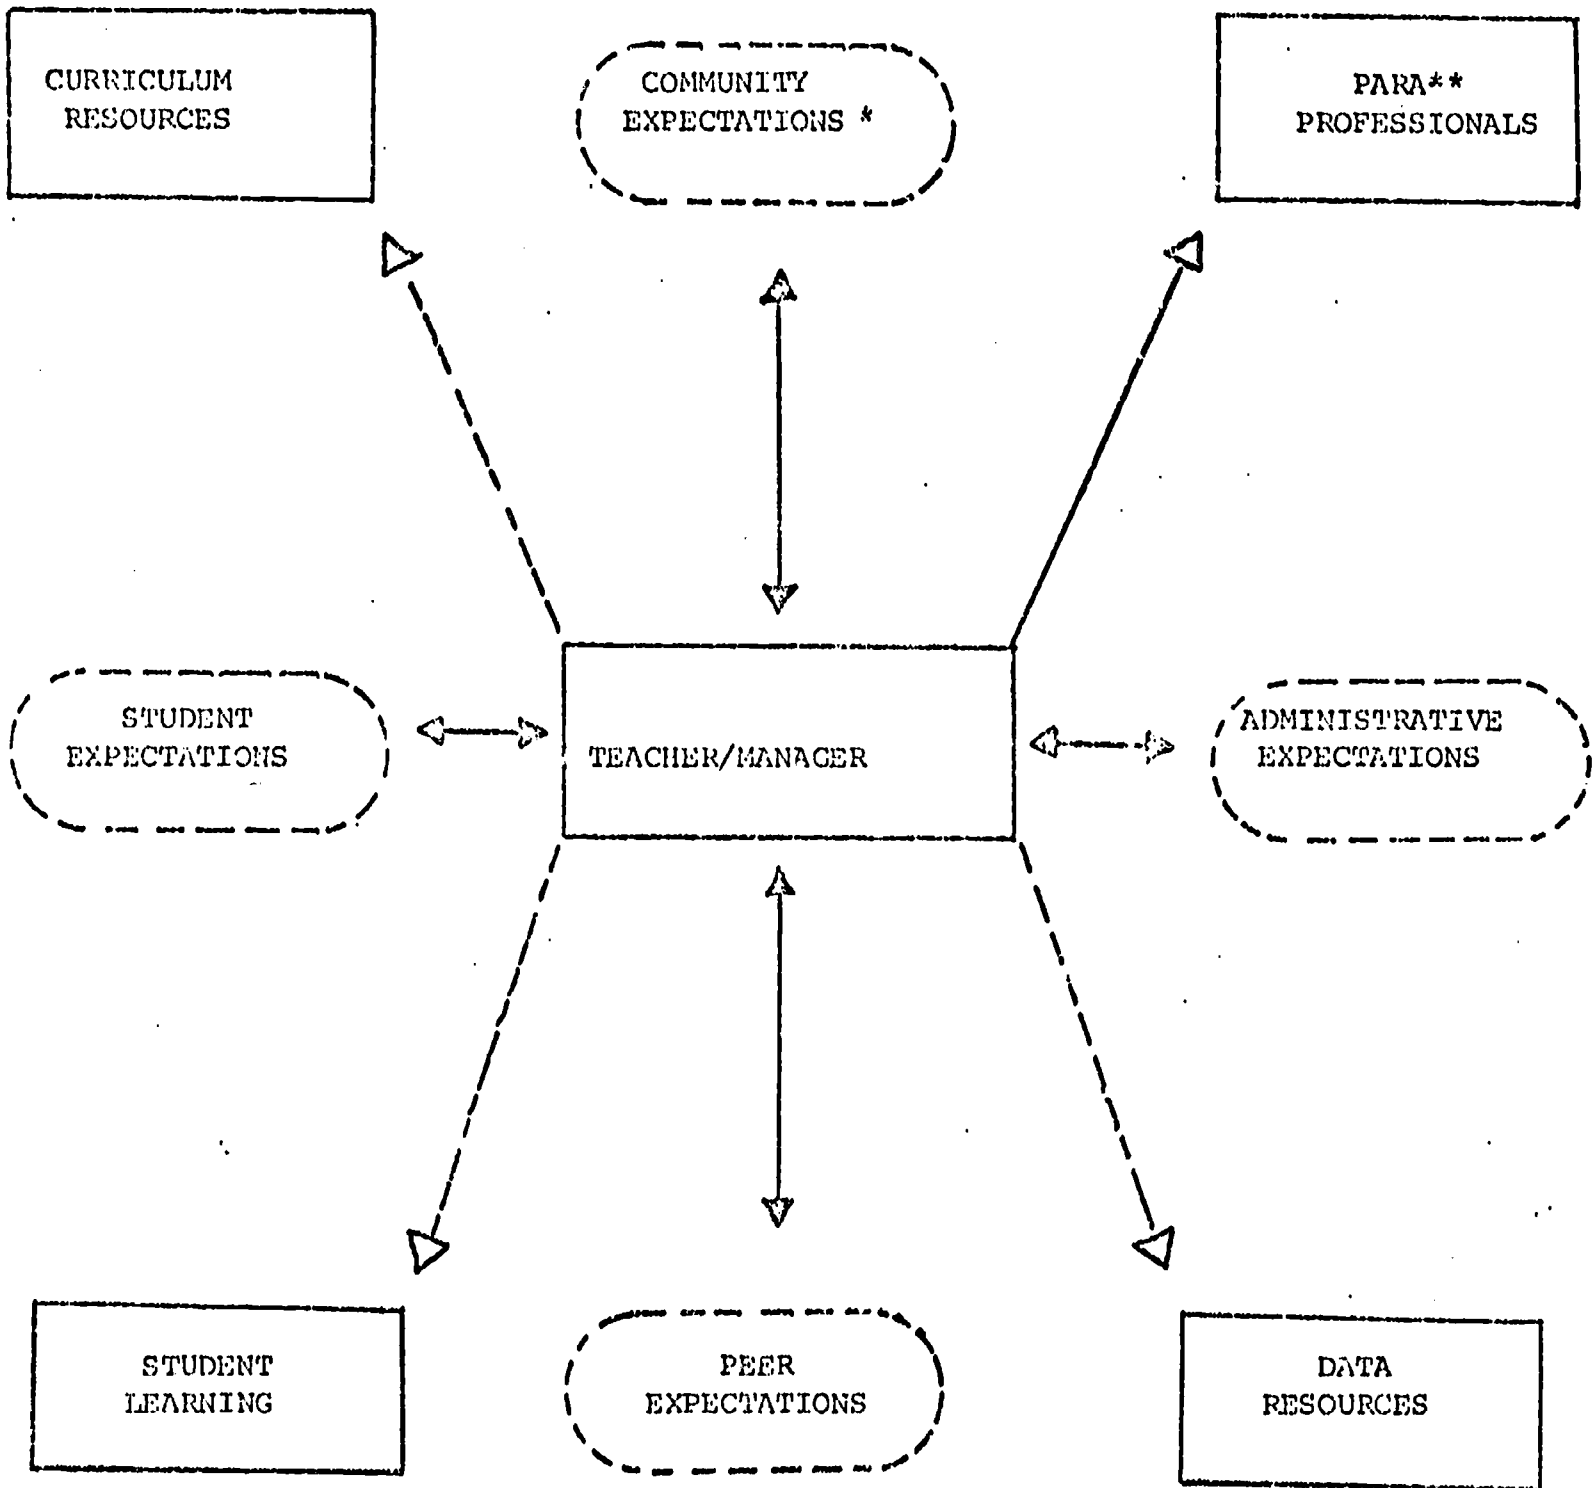 CURRICULUM
RESOURCES
COMMUNITY
EXPECTATIONS *
PARA**
PROFESSIONALS
STUDENT
EXPECTATIONS
TEACHER/MANAGER
ADMINISTRATIVE
EXPECTATIONS
STUDENT
LEARNING
PEER
EXPECTATIONS
DATA
RESOURCES